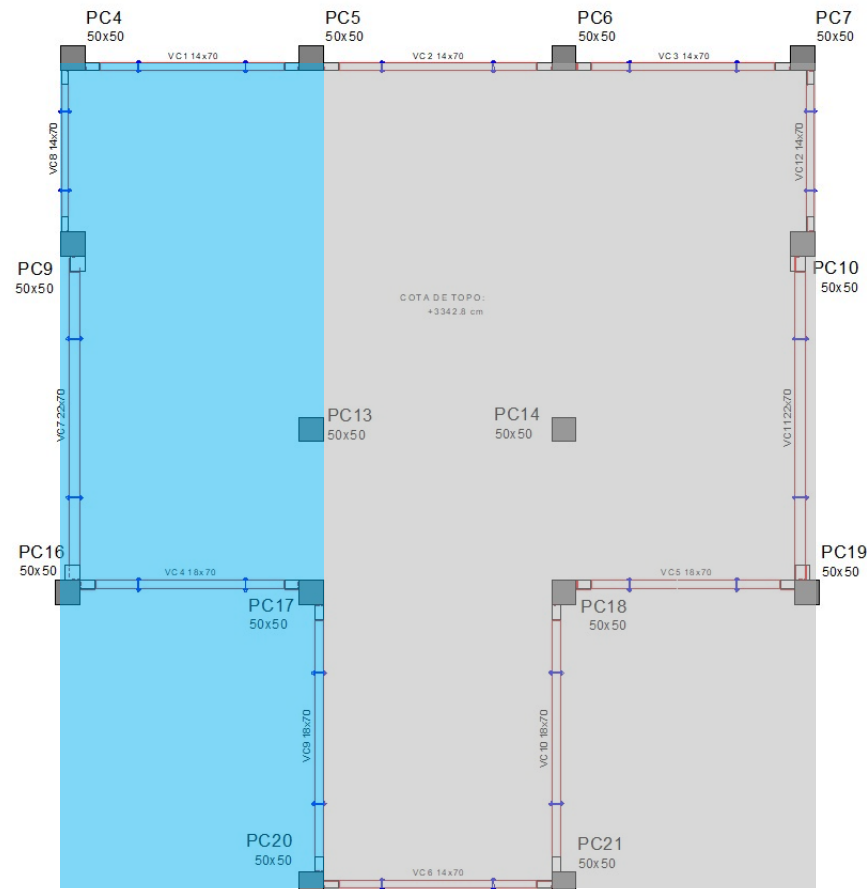 PC4
50x50
PC5
50x50
PC6
50x50
PC7
50x50
VC1 14x70
VC2 14x70
VC3 14x70
VC8 14x70
VC12 14x70
PC9
50x50
PC10
50x50
COTA DE TOPO:
+3342.8 cm
VC7 22x70
PC13
50x50
PC14
50x50
VC11 22x70
PC16
50x50
VC4 18x70
VC5 18x70
PC19
50x50
PC17
50x50
PC18
50x50
VC9 18x70
VC10 18x70
PC20
50x50
PC21
50x50
VC6 14x70